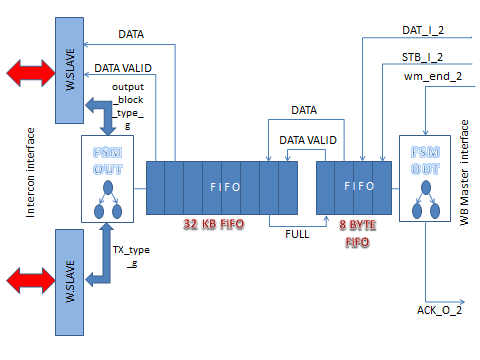 DATA
DATA VALID
output
_block
_type_
g
W.SLAVE
Intercon interface
FSM
OUT
FIFO
32 KB FIFO
TX_type
_g
W.SLAVE
DATA
DATA VALID
FULL
FIFO
8 BYTE
FIFO
DAT_I_2
STB_I_2
wm_end_2
FSM
OUT
WB Master interface
ACK_O_2